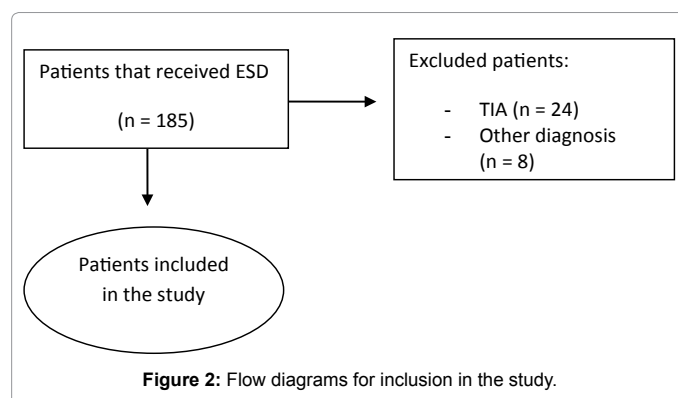 Patients that received ESD
(n = 185)
Excluded patients:
- TIA (n = 24)
- Other diagnosis
(n = 8)
Patients included
in the study
Figure 2: Flow diagrams for inclusion in the study.